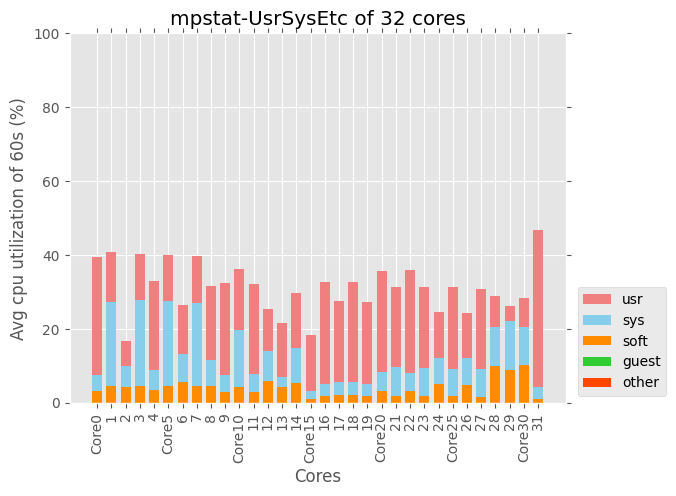 mpstat-UsrSysEtc of 32 cores
Avg cpu utilization of 60s (%)
100
80
60
40
20
0
usr
sys
soft
guest
other
Core0
1
2
3
4
Core5
6
7
8
9
Core10
11
12
13
14
Core15
16
17
18
19
Core20
21
22
23
24
Core25
26
27
28
29
Core30
31
Cores